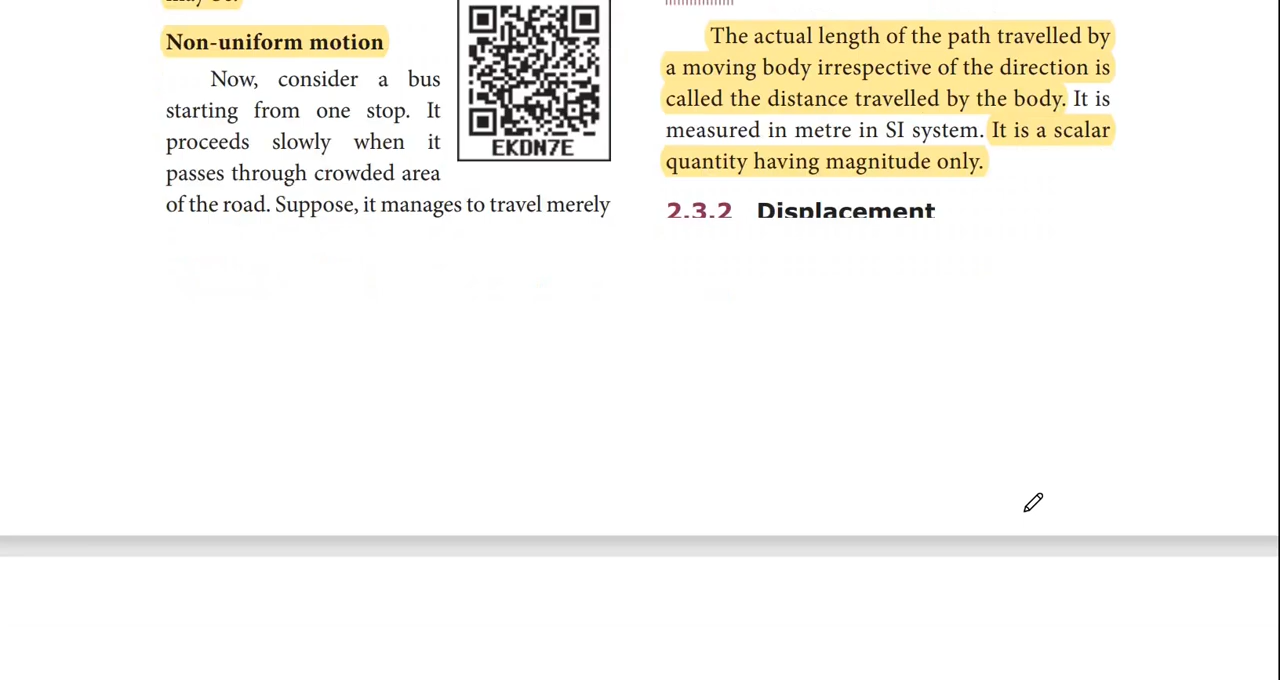 may be.
Non-uniform motion
Now, consider a bus
starting from one stop. It
proceeds slowly when it
passes through crowded area
of the road. Suppose, it manages to travel merely
EKDN7E
The actual length of the path travelled by
a moving body irrespective of the direction is
called the distance travelled by the body. It is
measured in metre in SI system. It is a scalar
quantity having magnitude only.
2.3.2 Displacement